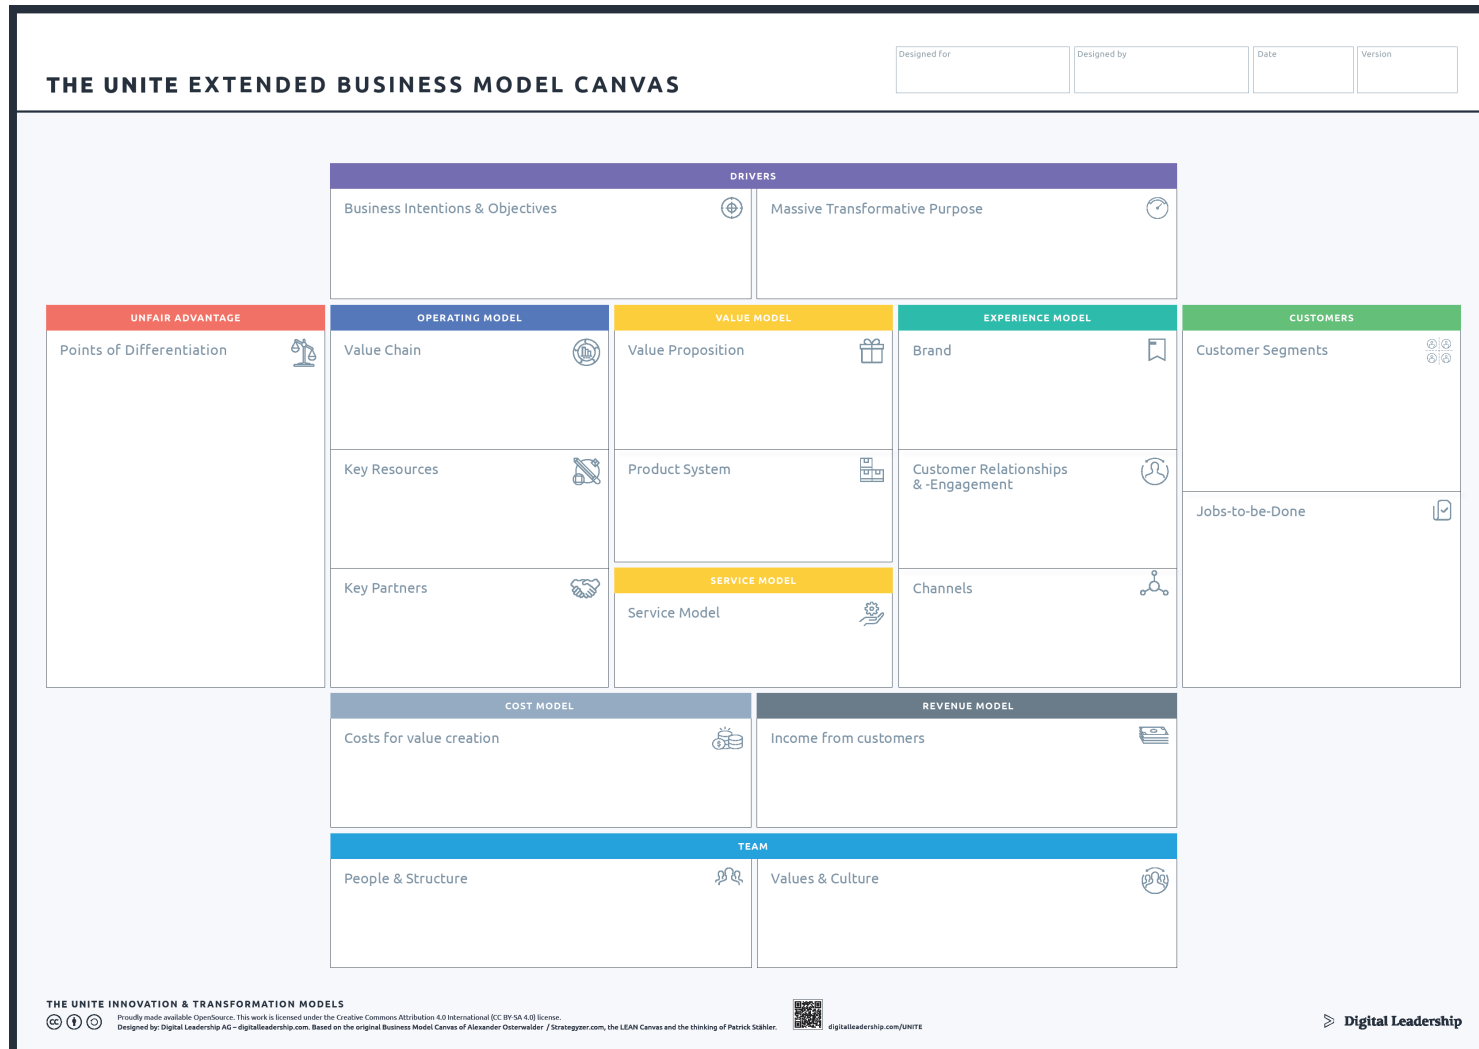 THE UNITE EXTENDED BUSINESS MODEL CANVAS
Designed for
Designed by
Date
Version
DRIVERS
Business Intentions & Objectives
Massive Transformative Purpose
UNFAIR ADVANTAGE
Points of Differentiation
OPERATING MODEL
Value Chain
Key Resources
Key Partners
VALUE MODEL
Value Proposition
Product System
SERVICE MODEL
Service Model
EXPERIENCE MODEL
Brand
Customer Relationships
& -Engagement
Channels
CUSTOMERS
Customer Segments
Jobs-to-be-Done
COST MODEL
Costs for value creation
REVENUE MODEL
Income from customers
TEAM
People & Structure
Values & Culture
THE UNITE INNOVATION & TRANSFORMATION MODELS
Proudly made available OpenSource. This work is licensed under the Creative Commons Attribution 4.0 International (CC BY-SA 4.0) license.
Designed by: Digital Leadership AG – digitalleadership.com. Based on the original Business Model Canvas of Alexander Osterwalder / Strategyzer.com, the LEAN Canvas and the thinking of Patrick Stähler.
digitalleadership.com/UNITE
Digital Leadership